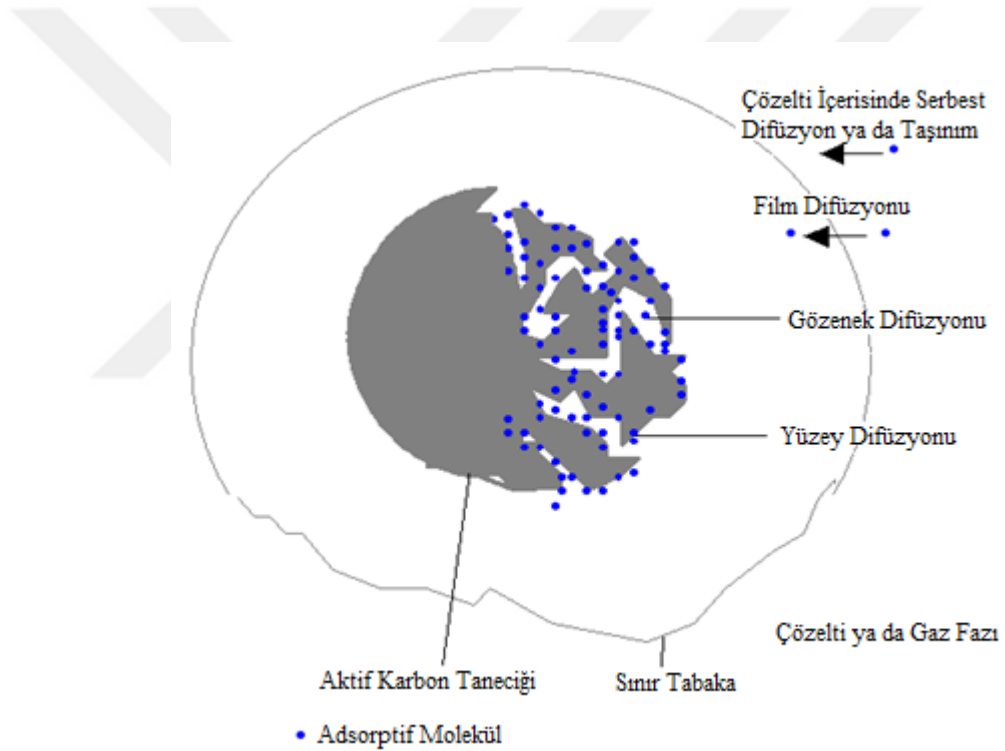 Çözelti İçerisinde Serbest
Difüzyon ya da Taşınım
Film Difüzyonu
Gözenek Difüzyonu
Yüzey Difüzyonu
Çözelti ya da Gaz Fazı
Aktif Karbon Taneciği
Sınır Tabaka
Adsorptif Molekül